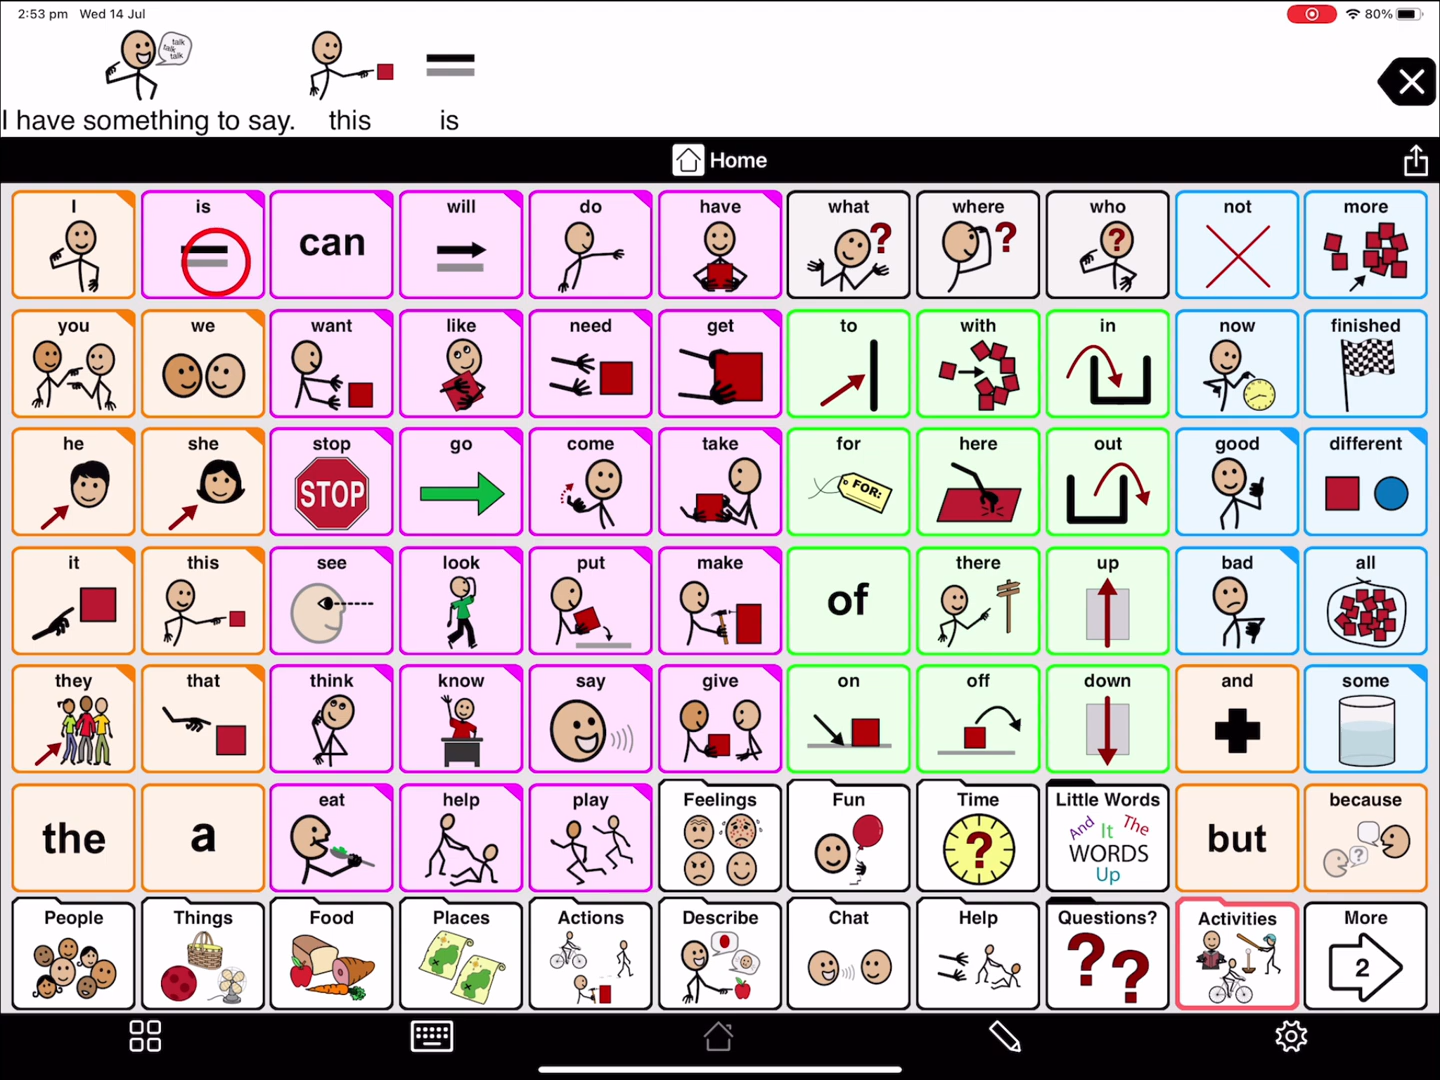 2:53 pm Wed 14 Jul 80%
talk
talk
talk
I have something to say. this is
Home
I is can will do have what where who not more
? ? ?
you we want like need get to with in now finished
he she stop go come take for here out good different
STOP FOR:
it this see look put make of there up bad all
they that think know say give on off down and some
the a eat help play Feelings Fun Time Little Words but because
? And It The ?
WORDS
Up
People Things Food Places Actions Describe Chat Help Questions? Activities More
? ? 2